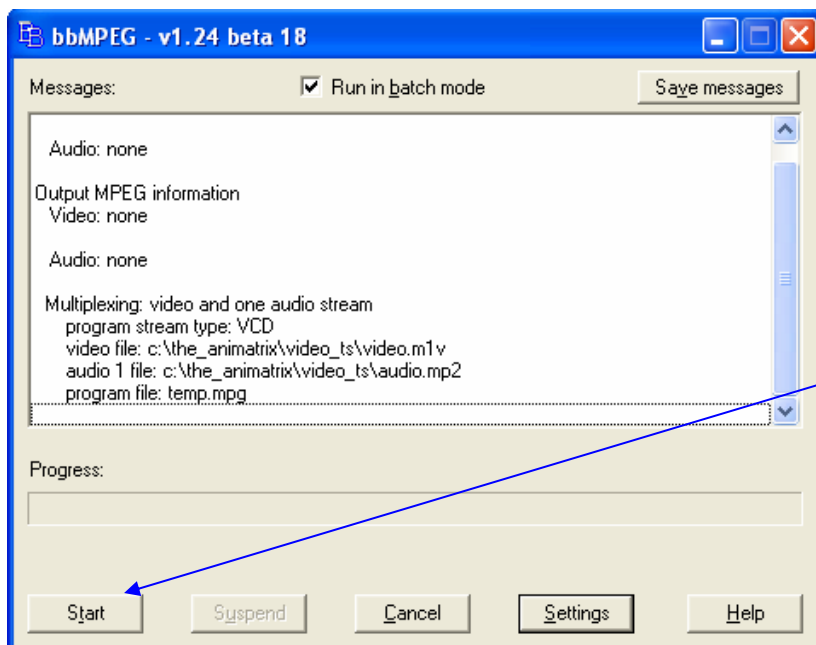 bbMPEG - v1.24 beta 18
Messages:
Run in batch mode
Save messages
Audio: none
Output MPEG information
Video: none
Audio: none
Multiplexing: video and one audio stream
program stream type: VCD
video file: c:\the_animatrix\video_ts\video.m1v
audio 1 file: c:\the_animatrix\video_ts\audio.mp2
program file: temp.mpg
Progress:
Start
Suspend
Cancel
Settings
Help